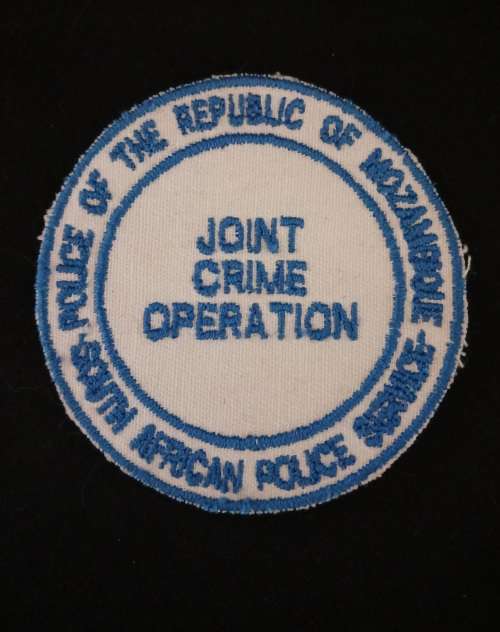 -POLICE OF THE REPUBLIC OF MOZAMBIQUE-
JOINT
CRIME
OPERATION
SOUTH AFRICAN POLICE SERVICE